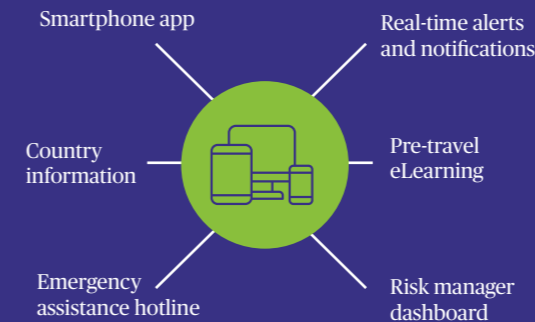 Smartphone app
Real-time alerts
and notifications
Country
information
Pre-travel
eLearning
Emergency
assistance hotline
Risk manager
dashboard